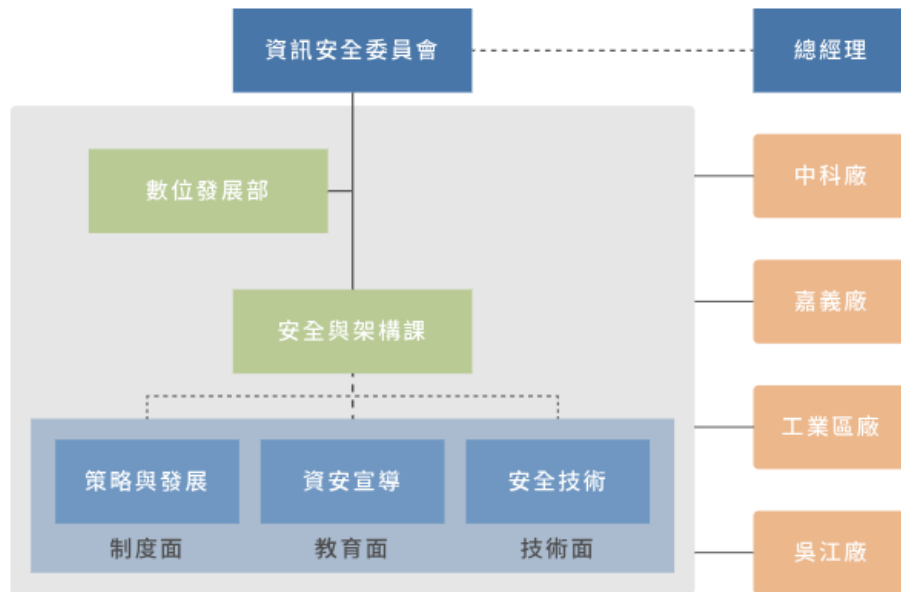 資訊安全委員會
總經理
數位發展部
中科廠
嘉義廠
安全與架構課
工業區廠
策略與發展
資安宣導
安全技術
制度面
教育面
技術面
吳江廠